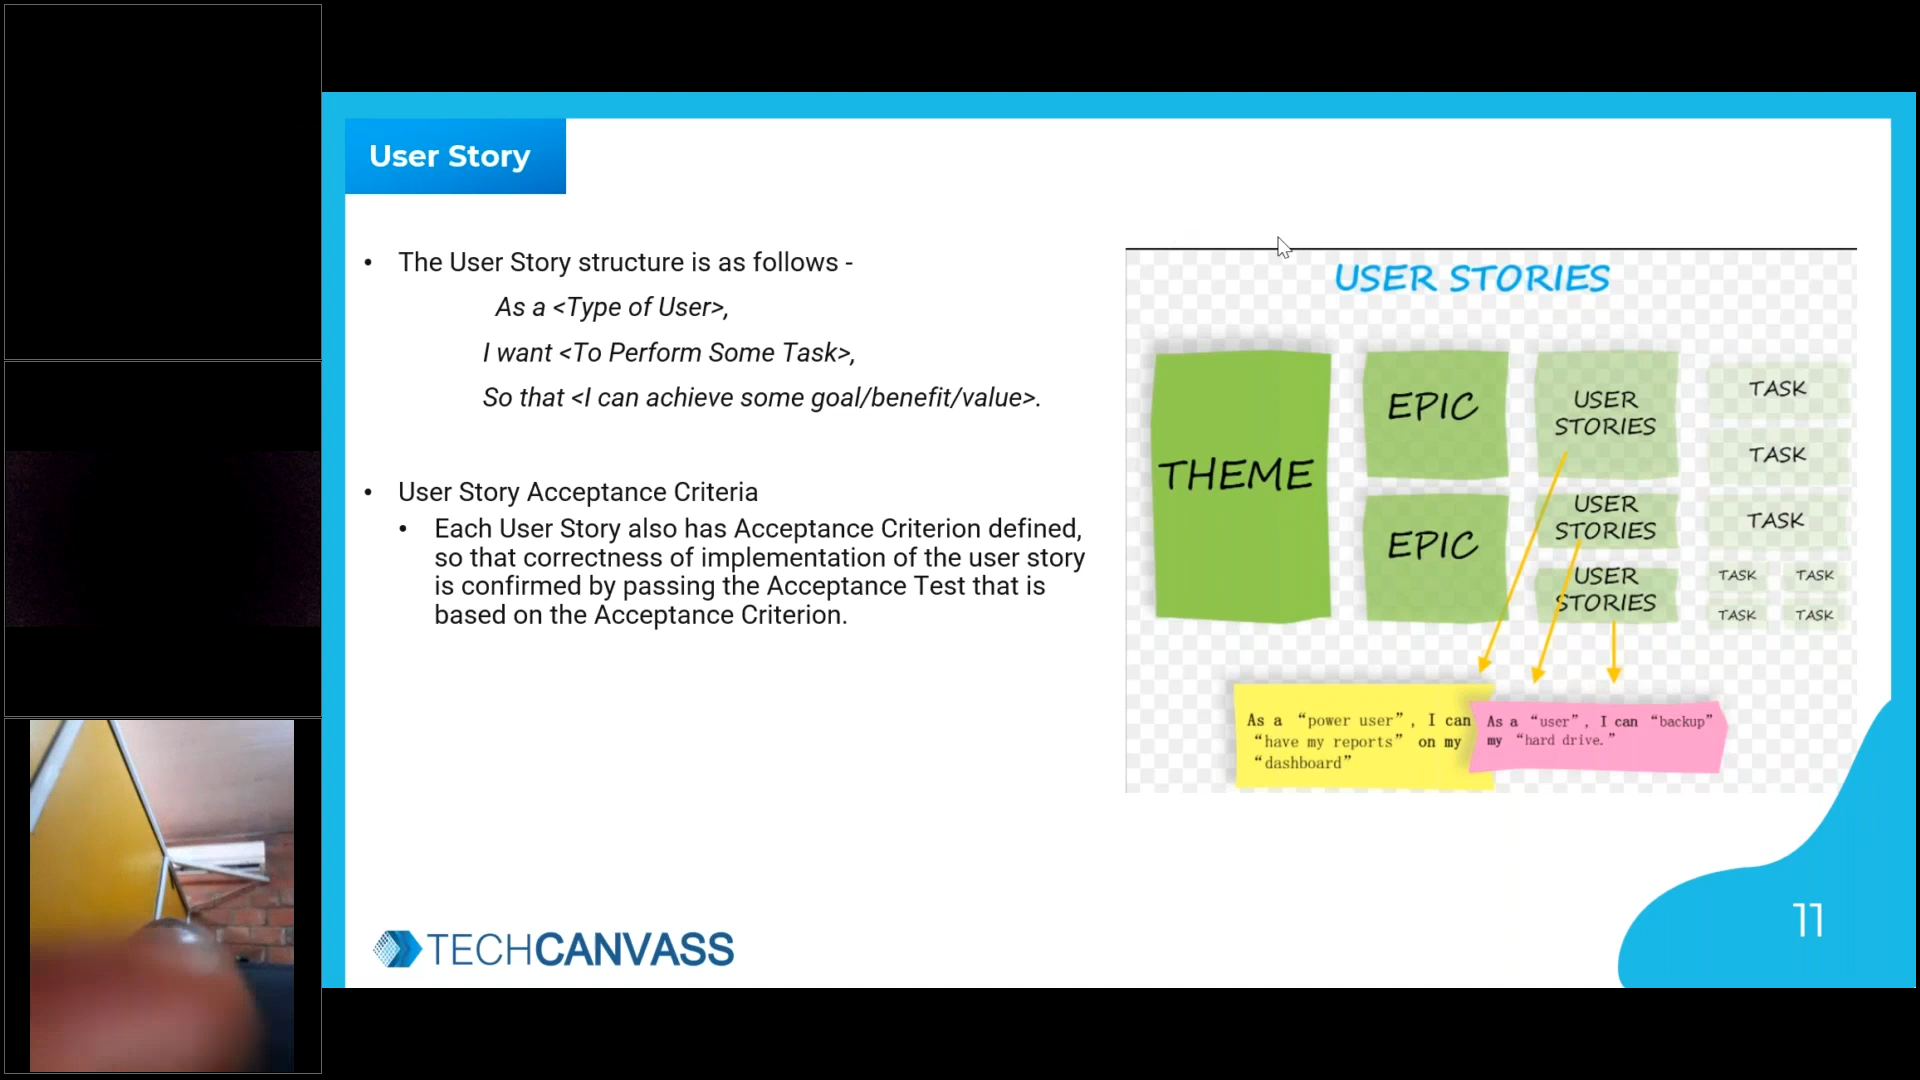 User Story
• The User Story structure is as follows -
As a <Type of User>,
I want <To Perform Some Task>,
So that <I can achieve some goal/benefit/value>.
• User Story Acceptance Criteria
• Each User Story also has Acceptance Criterion defined,
so that correctness of implementation of the user story
is confirmed by passing the Acceptance Test that is
based on the Acceptance Criterion.
USER STORIES
THEME
EPIC
EPIC
USER
STORIES
USER
STORIES
USER
STORIES
TASK
TASK
TASK
TASK TASK
TASK TASK
As a “power user”, I can
“have my reports” on my
“dashboard”
As a “user”, I can “backup”
my “hard drive.”
TECHCANVASS
11